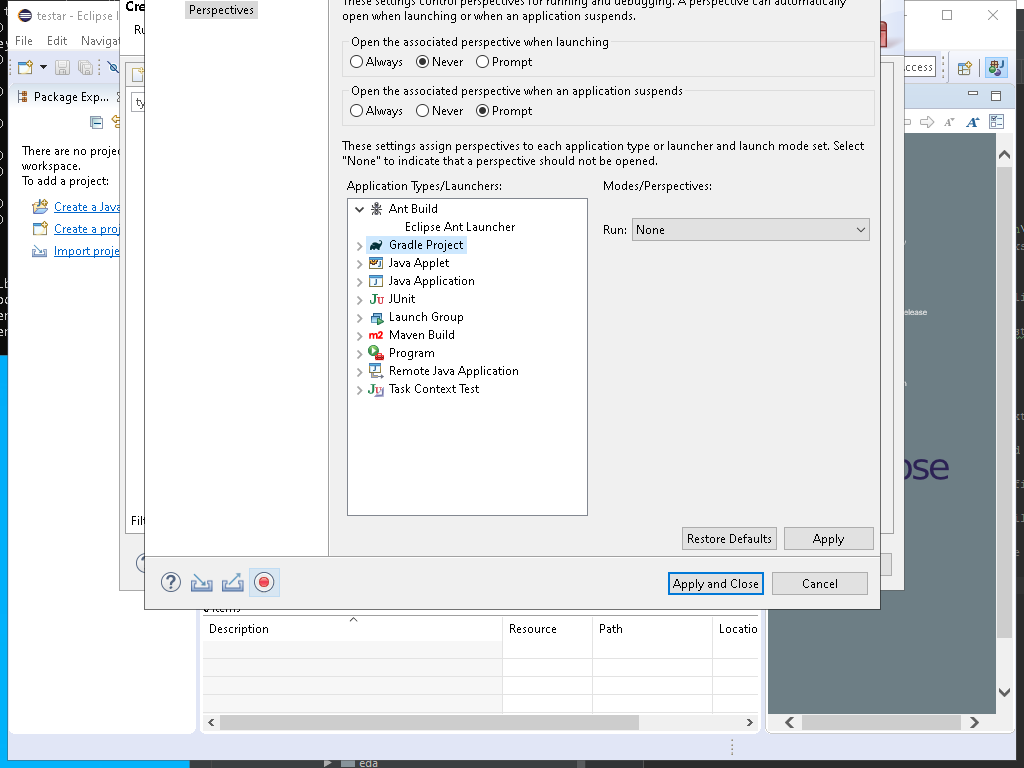 testar - Eclipse
File Edit Navigat
Package Exp...
There are no proje
workspace.
To add a project:
Create a Java
Create a proj
Import proje
Cre
Ru
ty
Filt
Perspectives
These settings control perspectives for running and debugging. A perspective can automatically
open when launching or when an application suspends.
Open the associated perspective when launching
Always Never Prompt
Open the associated perspective when an application suspends
Always Never Prompt
These settings assign perspectives to each application type or launcher and launch mode set. Select
"None" to indicate that a perspective should not be opened.
Application Types/Launchers:
Modes/Perspectives:
Ant Build
Eclipse Ant Launcher
Gradle Project
Java Applet
Java Application
JUnit
Launch Group
Maven Build
Program
Remote Java Application
Task Context Test
Run: None
Restore Defaults Apply
Apply and Close Cancel
ccess
elease
ose
items
Description Resource Path Locatio
eda